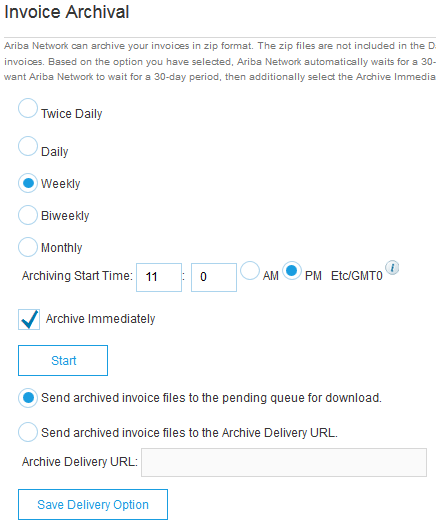 Invoice Archival
Ariba Network can archive your invoices in zip format. The zip files are not included in the D
invoices. Based on the option you have selected, Ariba Network automatically waits for a 30-
want Ariba Network to wait for a 30-day period, then additionally select the Archive Immedia
Twice Daily
Daily
Weekly
Biweekly
Monthly
Archiving Start Time: 11 : 0 AM PM Etc/GMT0 i
Archive Immediately
Start
Send archived invoice files to the pending queue for download.
Send archived invoice files to the Archive Delivery URL.
Archive Delivery URL:
Save Delivery Option